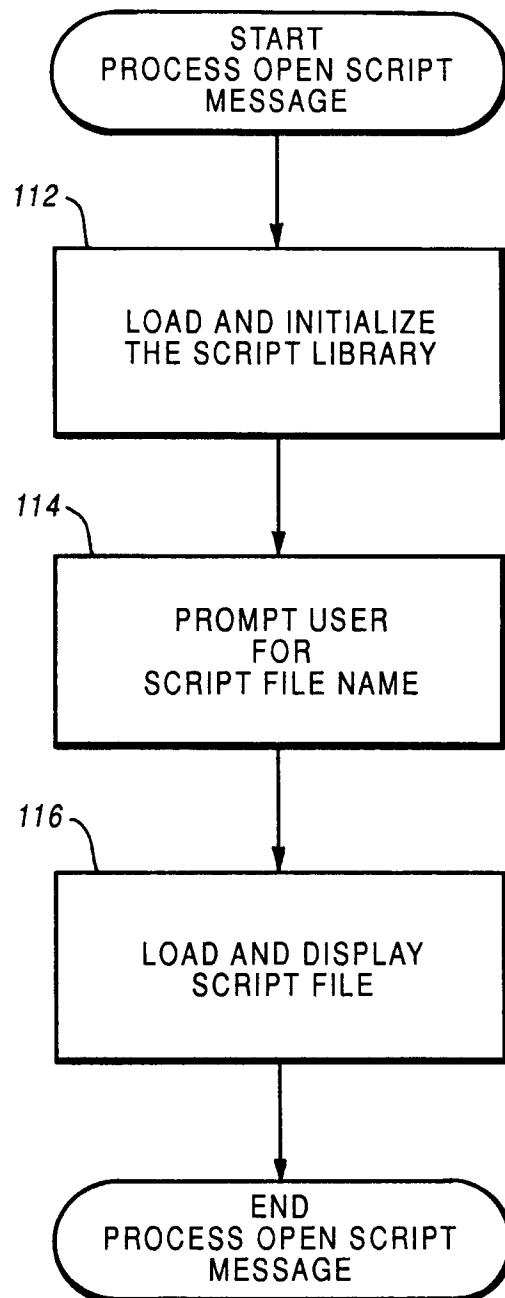 START
PROCESS OPEN SCRIPT
MESSAGE
112
LOAD AND INITIALIZE
THE SCRIPT LIBRARY
114
PROMPT USER
FOR
SCRIPT FILE NAME
116
LOAD AND DISPLAY
SCRIPT FILE
END
PROCESS OPEN SCRIPT
MESSAGE